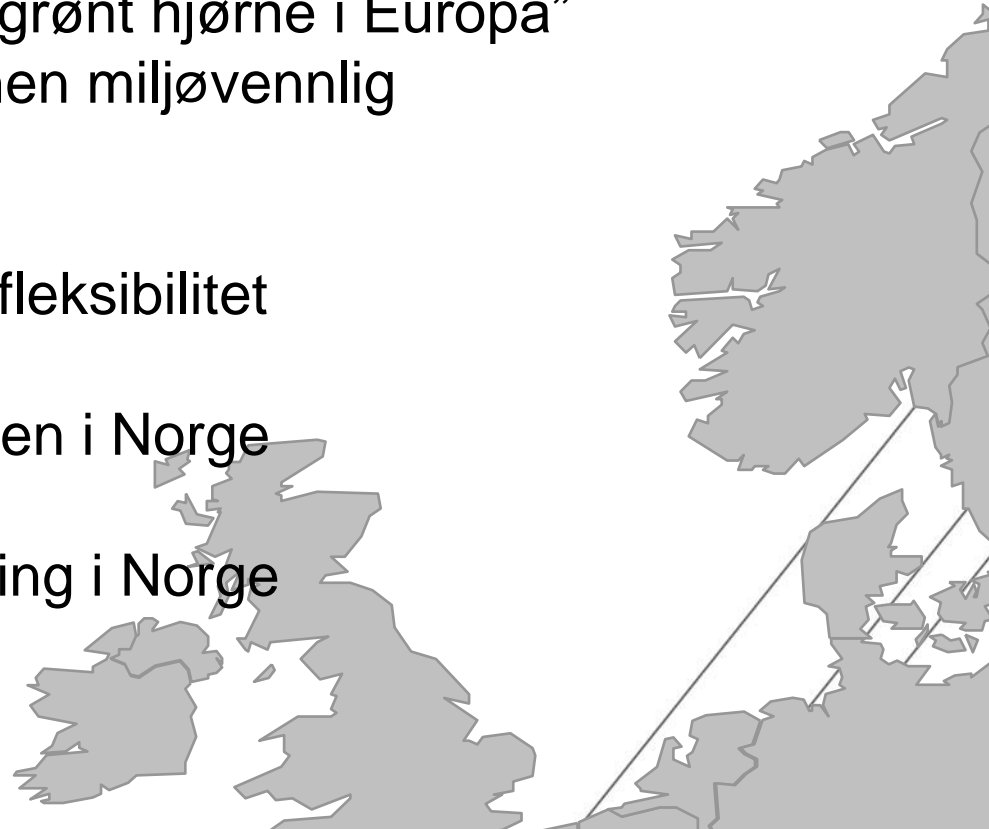 grønt hjørne i Europa”
en miljøvennlig
fleksibilitet
en i Norge
ing i Norge